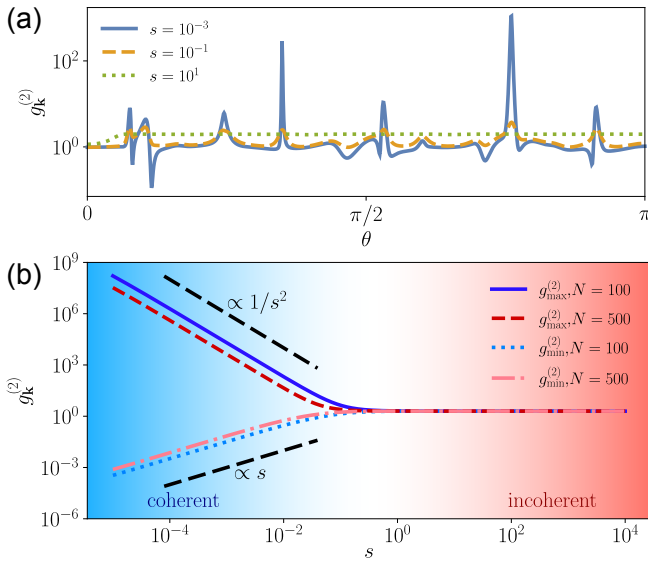 (a)
g_k^(2)
10^2
10^0
s = 10^-3
s = 10^-1
s = 10^1
0
π/2
π
θ
(b)
g_k^(2)
10^9
10^6
10^3
10^0
10^-3
10^-6
∝ 1/s^2
∝ s
g_max^(2), N = 100
g_max^(2), N = 500
g_min^(2), N = 100
g_min^(2), N = 500
coherent
incoherent
10^-4
10^-2
10^0
10^2
10^4
s